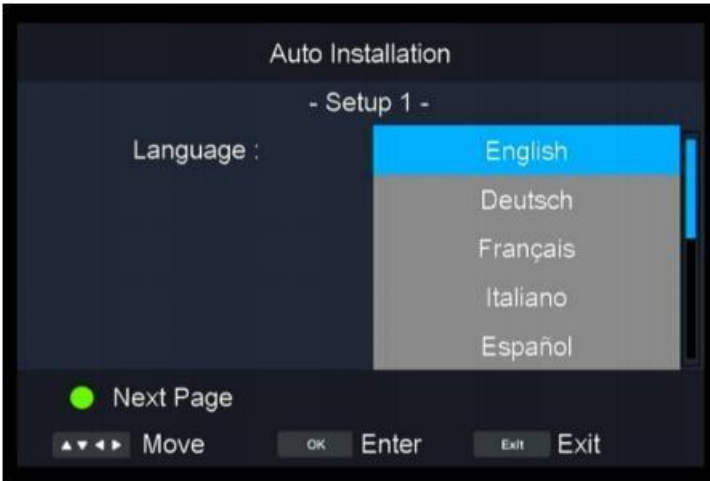 Auto Installation
- Setup 1 -
Language : English
Deutsch
Français
Italiano
Español
Next Page
▲▼◄► Move OK Enter Exit Exit